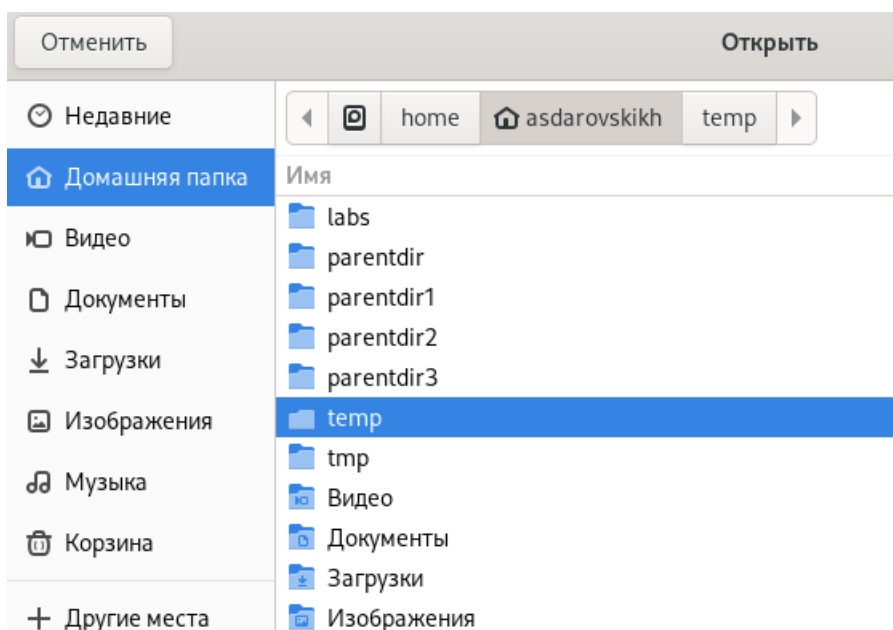 Отменить Открыть
Недавние
Домашняя папка
Видео
Документы
Загрузки
Изображения
Музыка
Корзина
Другие места
home asdarovskikh temp
Имя
labs
parentdir
parentdir1
parentdir2
parentdir3
temp
tmp
Видео
Документы
Загрузки
Изображения